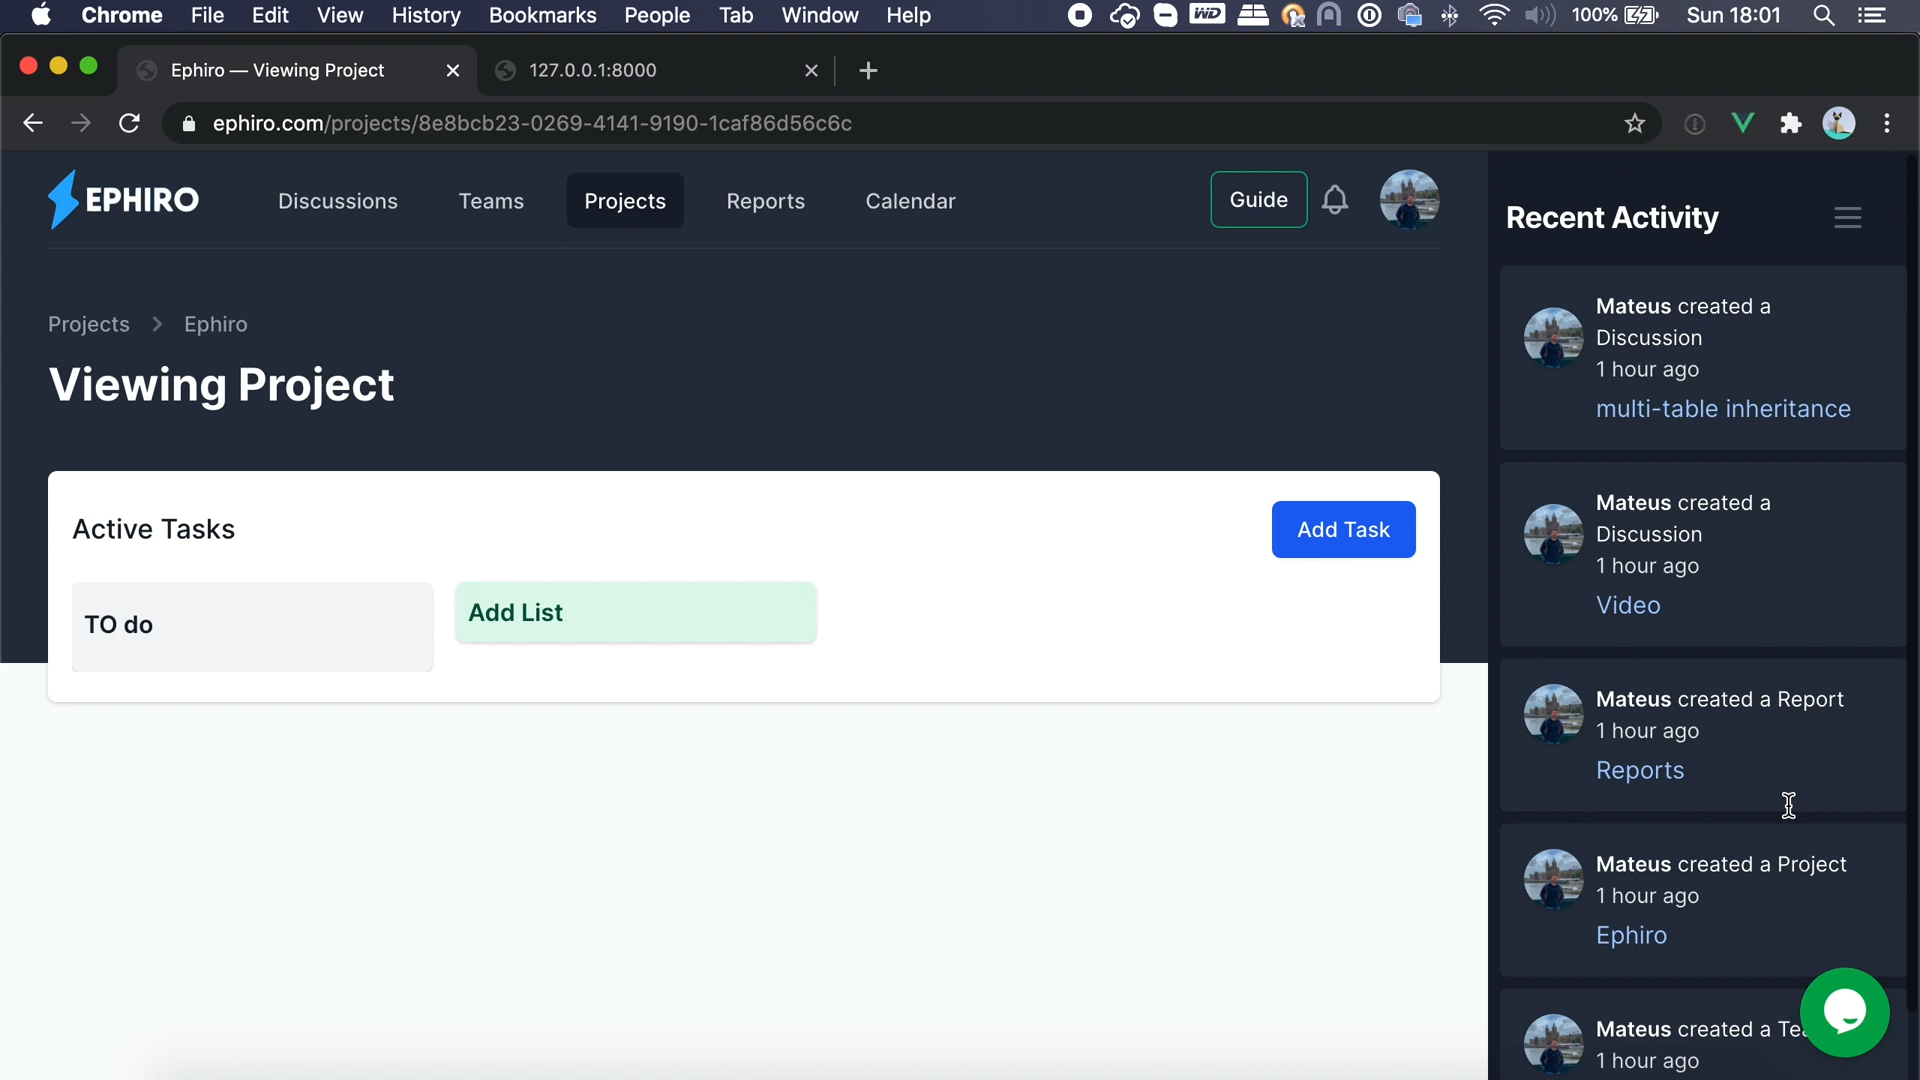 Chrome File Edit View History Bookmarks People Tab Window Help WD 100% Sun 18:01
Ephiro — Viewing Project 127.0.0.1:8000
ephiro.com/projects/8e8bcb23-0269-4141-9190-1caf86d56c6c
EPHIRO Discussions Teams Projects Reports Calendar Guide
Projects Ephiro
Viewing Project
Active Tasks
Add Task
TO do
Add List
Recent Activity
Mateus created a
Discussion
1 hour ago
multi-table inheritance
Mateus created a
Discussion
1 hour ago
Video
Mateus created a Report
1 hour ago
Reports
Mateus created a Project
1 hour ago
Ephiro
Mateus created a
1 hour ago